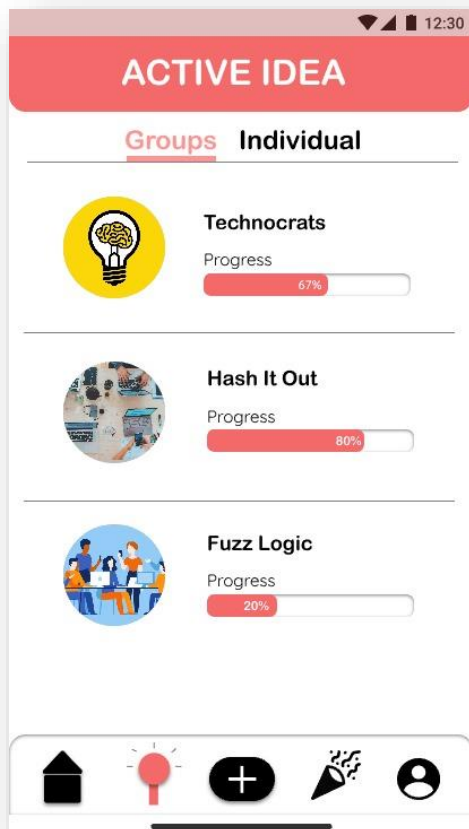 12:30
ACTIVE IDEA
Groups Individual
Technocrats
Progress
67%
Hash It Out
Progress
80%
Fuzz Logic
Progress
20%